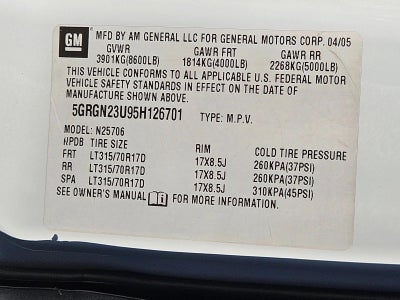 GM MFD BY AM GENERAL LLC FOR GENERAL MOTORS CORP. 04/05
GVWR GAWR FRT GAWR RR
3901KG(8600LB) 1814KG(4000LB) 2268KG(5000LB)
THIS VEHICLE CONFORMS TO ALL APPLICABLE U.S. FEDERAL MOTOR
VEHICLE SAFETY STANDARDS IN EFFECT ON THE DATE OF
MANUFACTURE SHOWN ABOVE.
5GRGN23U95H126701 TYPE: M.P.V.
MODEL: N25706
HPDB TIRE SIZE RIM COLD TIRE PRESSURE
FRT LT315/70R17D 17X8.5J 260KPA(37PSI)
RR LT315/70R17D 17X8.5J 260KPA(37PSI)
SPA LT315/70R17D 17X8.5J 310KPA(45PSI)
SEE OWNER'S MANUAL FOR MORE INFORMATION.